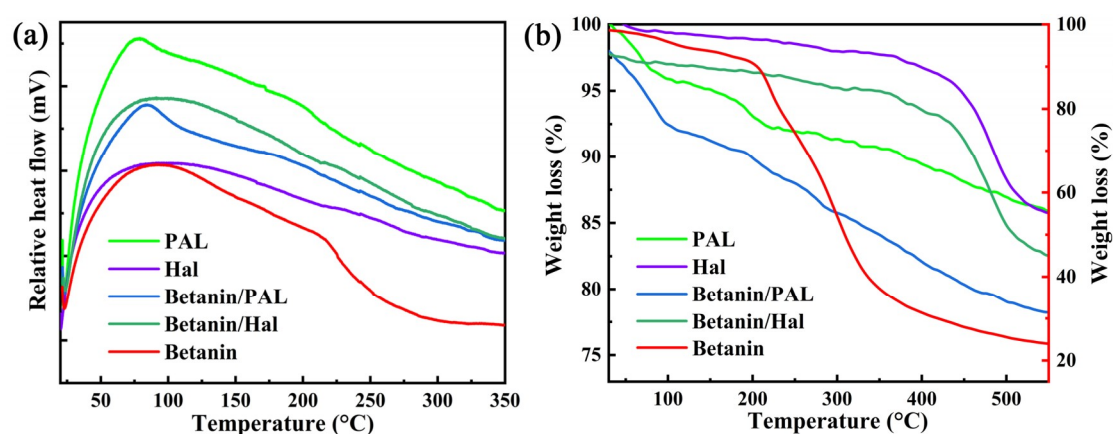 (a)
Relative heat flow (mV)
PAL
Hal
Betanin/PAL
Betanin/Hal
Betanin
50 100 150 200 250 300 350
Temperature (°C)
(b)
100
95
90
85
80
75
Weight loss (%)
PAL
Hal
Betanin/PAL
Betanin/Hal
Betanin
100 200 300 400 500
Temperature (°C)
100
80
60
40
20
Weight loss (%)